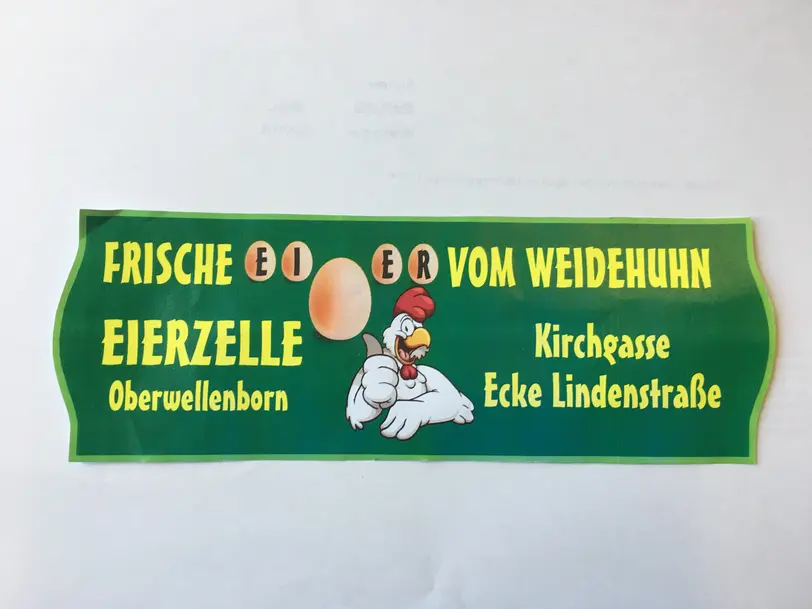 FRISCHE EIER VOM WEIDEHUHN
EIERZELLE
Oberwellenborn
Kirchgasse
Ecke Lindenstraße